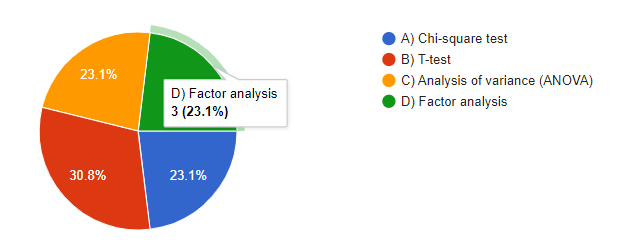 23.1%
D) Factor analysis
3 (23.1%)
30.8%
23.1%
A) Chi-square test
B) T-test
C) Analysis of variance (ANOVA)
D) Factor analysis